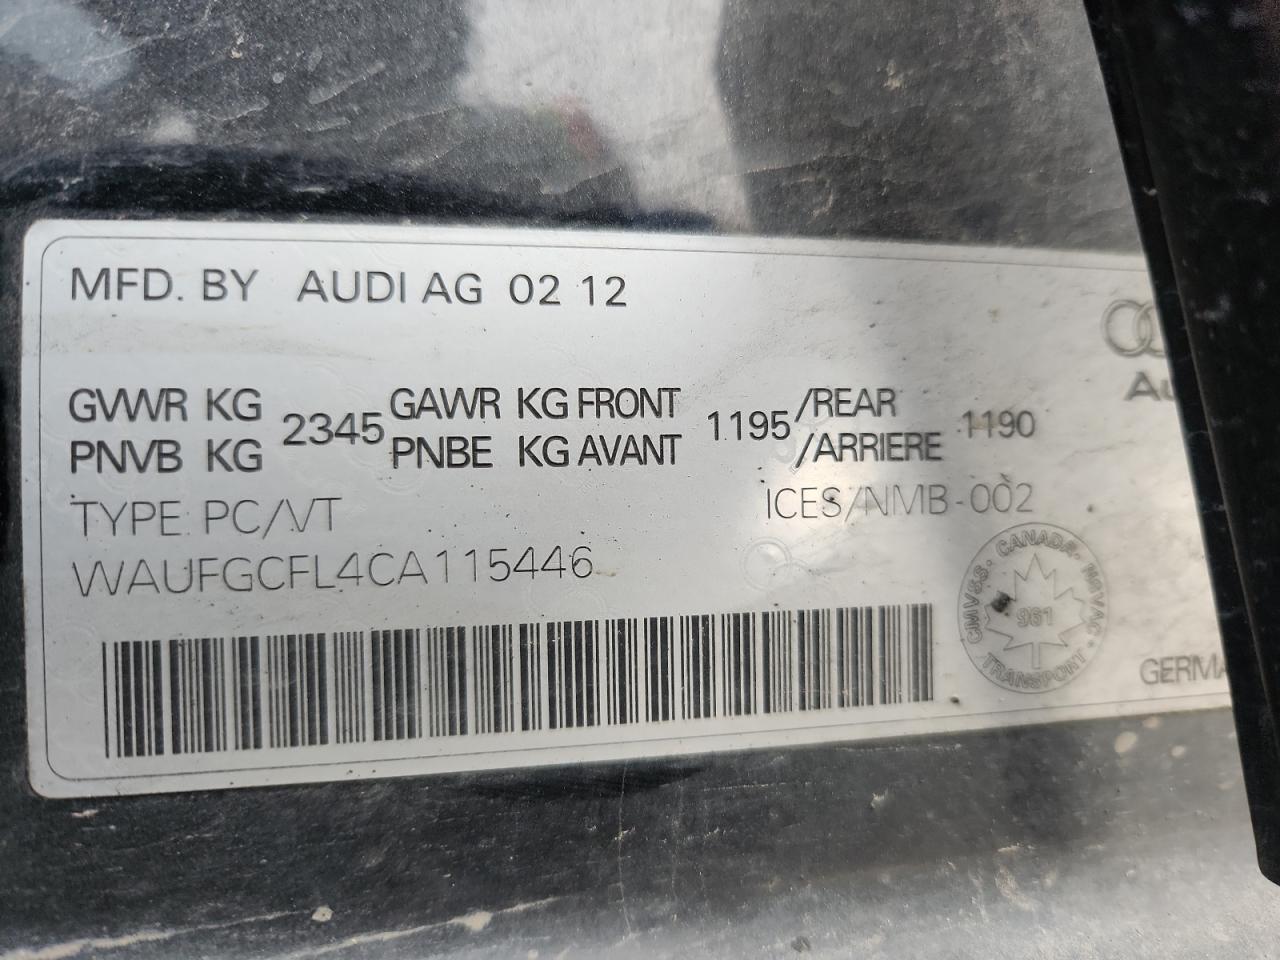 MFD. BY AUDI AG 02 12
GVWR KG 2345 GAWR KG FRONT 1195 /REAR 1190
PNVB KG PNBE KG AVANT /ARRIERE
TYPE: PC/VT ICES/NMB-002
WAUFGCFL4CA115446
CMVSS. CANADA. NSVAC.
961
TRANSPORT